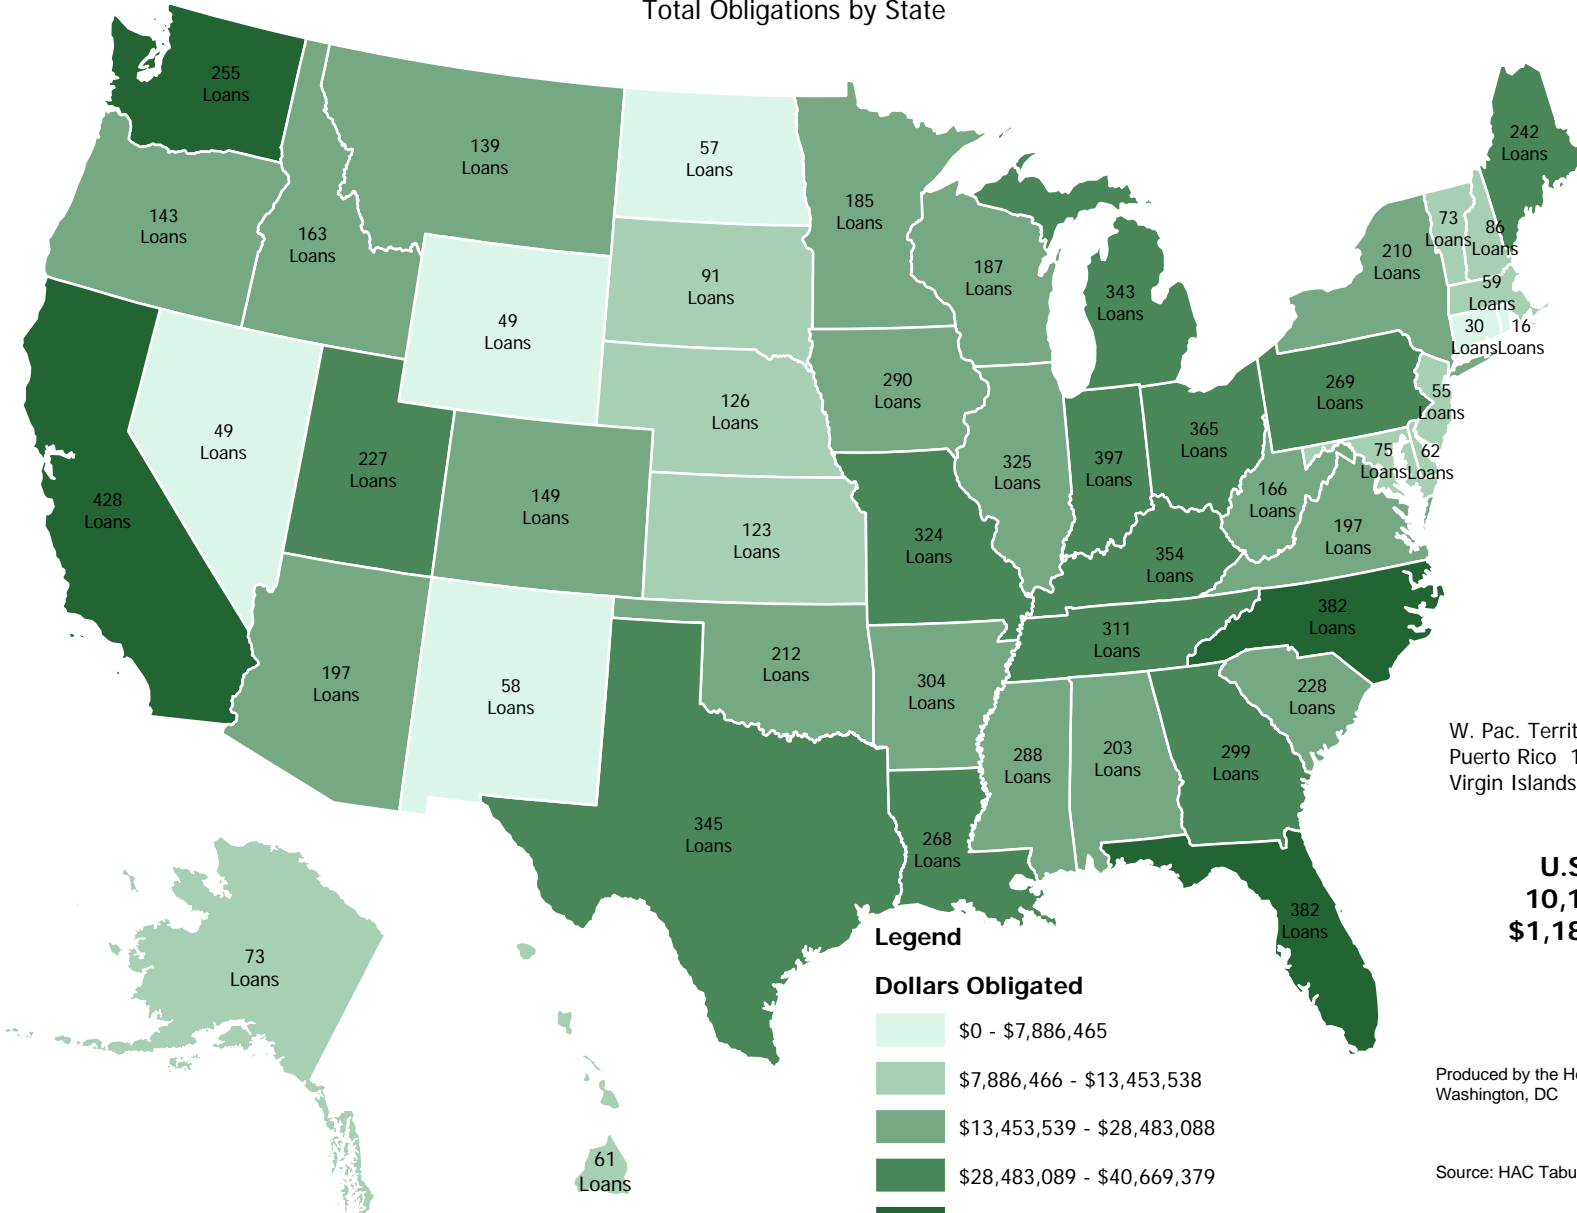 Total Obligations by State
255
Loans
139
Loans
57
Loans
185
Loans
242
Loans
143
Loans
163
Loans
91
Loans
187
Loans
343
Loans
210
Loans
73
Loans
86
Loans
59
Loans
30
Loans
16
Loans
49
Loans
49
Loans
126
Loans
290
Loans
269
Loans
55
Loans
227
Loans
149
Loans
123
Loans
325
Loans
397
Loans
365
Loans
75
Loans
62
Loans
166
Loans
197
Loans
428
Loans
324
Loans
354
Loans
382
Loans
197
Loans
58
Loans
212
Loans
304
Loans
311
Loans
228
Loans
288
Loans
203
Loans
299
Loans
345
Loans
268
Loans
382
Loans
73
Loans
61
Loans
W. Pac. Territ
Puerto Rico 1
Virgin Islands
U.S
10,1
$1,18
Legend
Dollars Obligated
$0 - $7,886,465
$7,886,466 - $13,453,538
$13,453,539 - $28,483,088
$28,483,089 - $40,669,379
Produced by the Ho
Washington, DC
Source: HAC Tabu